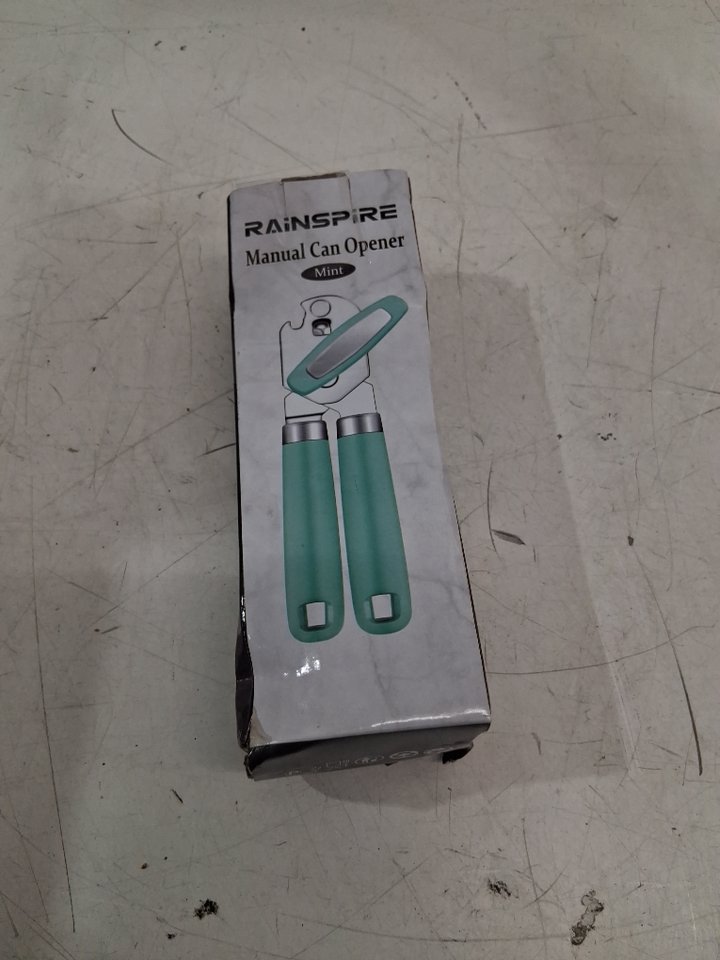 RAiNSPiRE
Manual Can Opener
Mint